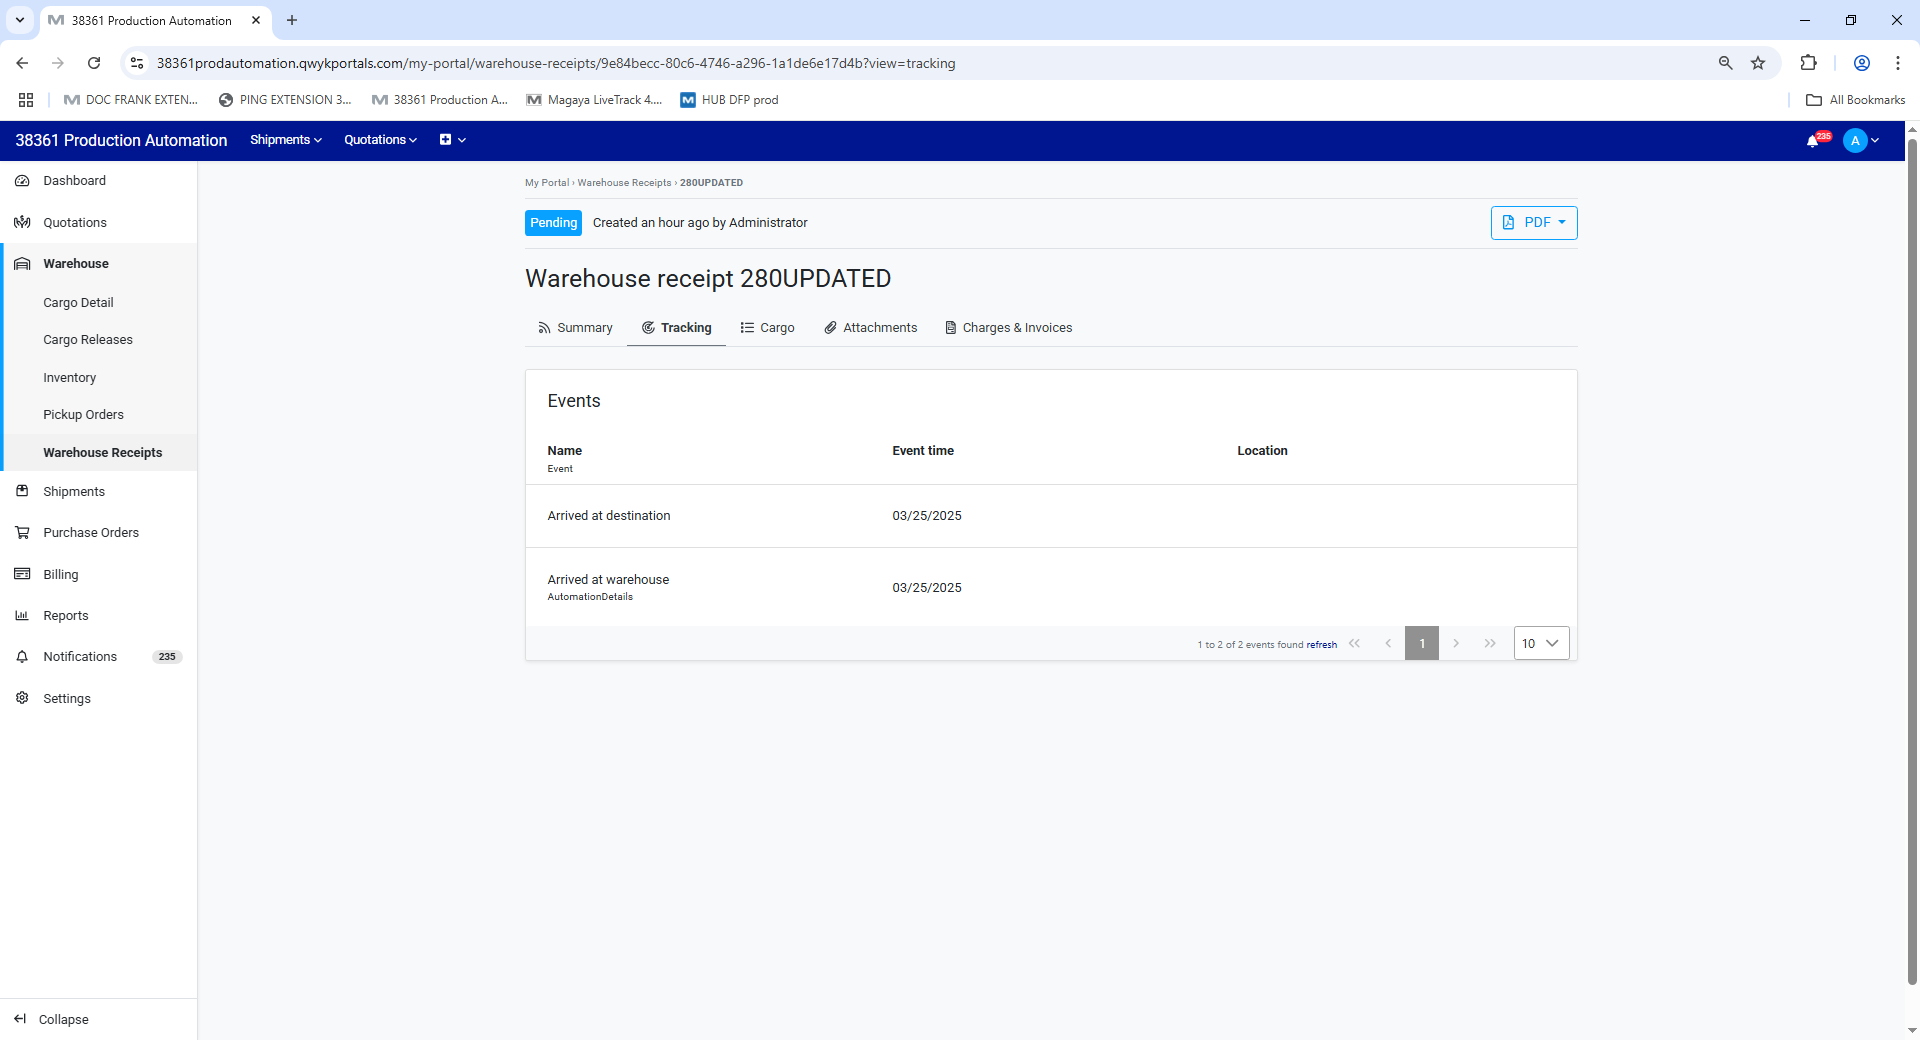 38361 Production Automation
38361prodautomation.qwykportals.com/my-portal/warehouse-receipts/9e84becc-80c6-4746-a296-1a1de6e17d4b?view=tracking
DOC FRANK EXTEN... PING EXTENSION 3... 38361 Production A... Magaya LiveTrack 4.... HUB DFP prod All Bookmarks
38361 Production Automation Shipments Quotations 235 A
Dashboard
Quotations
Warehouse
Cargo Detail
Cargo Releases
Inventory
Pickup Orders
Warehouse Receipts
Shipments
Purchase Orders
Billing
Reports
Notifications 235
Settings
Collapse
My Portal › Warehouse Receipts › 280UPDATED
Pending Created an hour ago by Administrator PDF
Warehouse receipt 280UPDATED
Summary Tracking Cargo Attachments Charges & Invoices
Events
Name Event time Location
Event
Arrived at destination 03/25/2025
Arrived at warehouse 03/25/2025
AutomationDetails
1 to 2 of 2 events found refresh 1 10